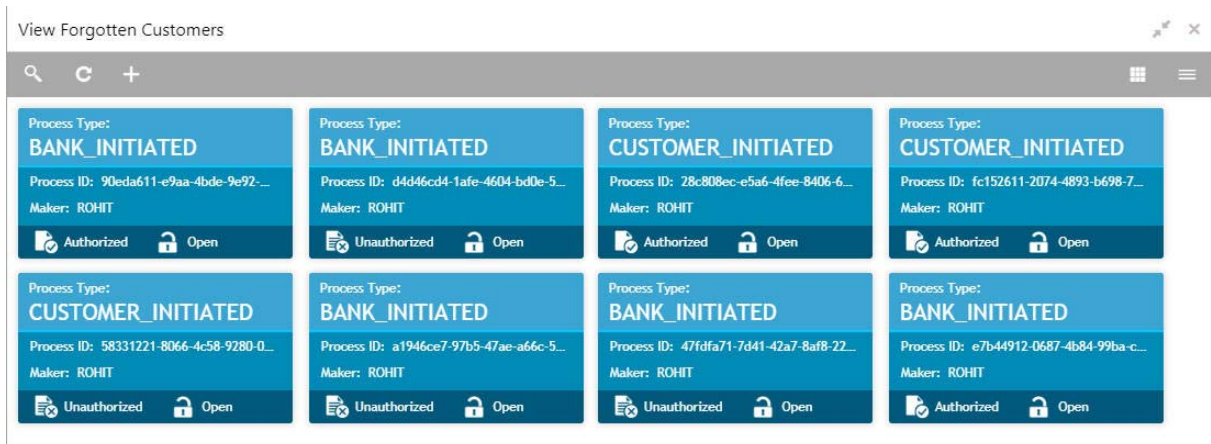 View Forgotten Customers
Process Type:
BANK_INITIATED
Process ID: 90eda611-e9aa-4bde-9e92-...
Maker: ROHIT
Authorized Open
Process Type:
BANK_INITIATED
Process ID: d4d46cd4-1afe-4604-bd0e-5...
Maker: ROHIT
Unauthorized Open
Process Type:
CUSTOMER_INITIATED
Process ID: 28c808ec-e5a6-4fee-8406-6...
Maker: ROHIT
Authorized Open
Process Type:
CUSTOMER_INITIATED
Process ID: fc152611-2074-4893-b698-7...
Maker: ROHIT
Authorized Open
Process Type:
CUSTOMER_INITIATED
Process ID: 58331221-8066-4c58-9280-0...
Maker: ROHIT
Unauthorized Open
Process Type:
BANK_INITIATED
Process ID: a1946ce7-97b5-47ae-a66c-5...
Maker: ROHIT
Unauthorized Open
Process Type:
BANK_INITIATED
Process ID: 47fdfa71-7d41-42a7-8af8-22...
Maker: ROHIT
Unauthorized Open
Process Type:
BANK_INITIATED
Process ID: e7b44912-0687-4b84-99ba-c...
Maker: ROHIT
Authorized Open